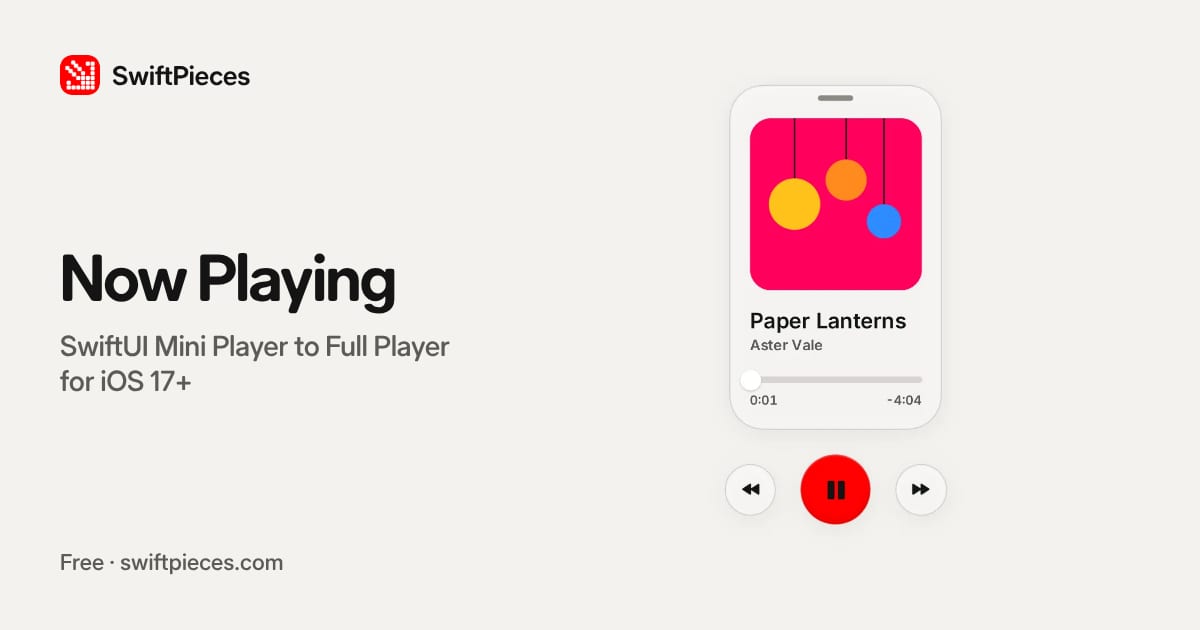 SwiftPieces
Now Playing
SwiftUI Mini Player to Full Player
for iOS 17+
Free · swiftpieces.com
Paper Lanterns
Aster Vale
0:01
-4:04